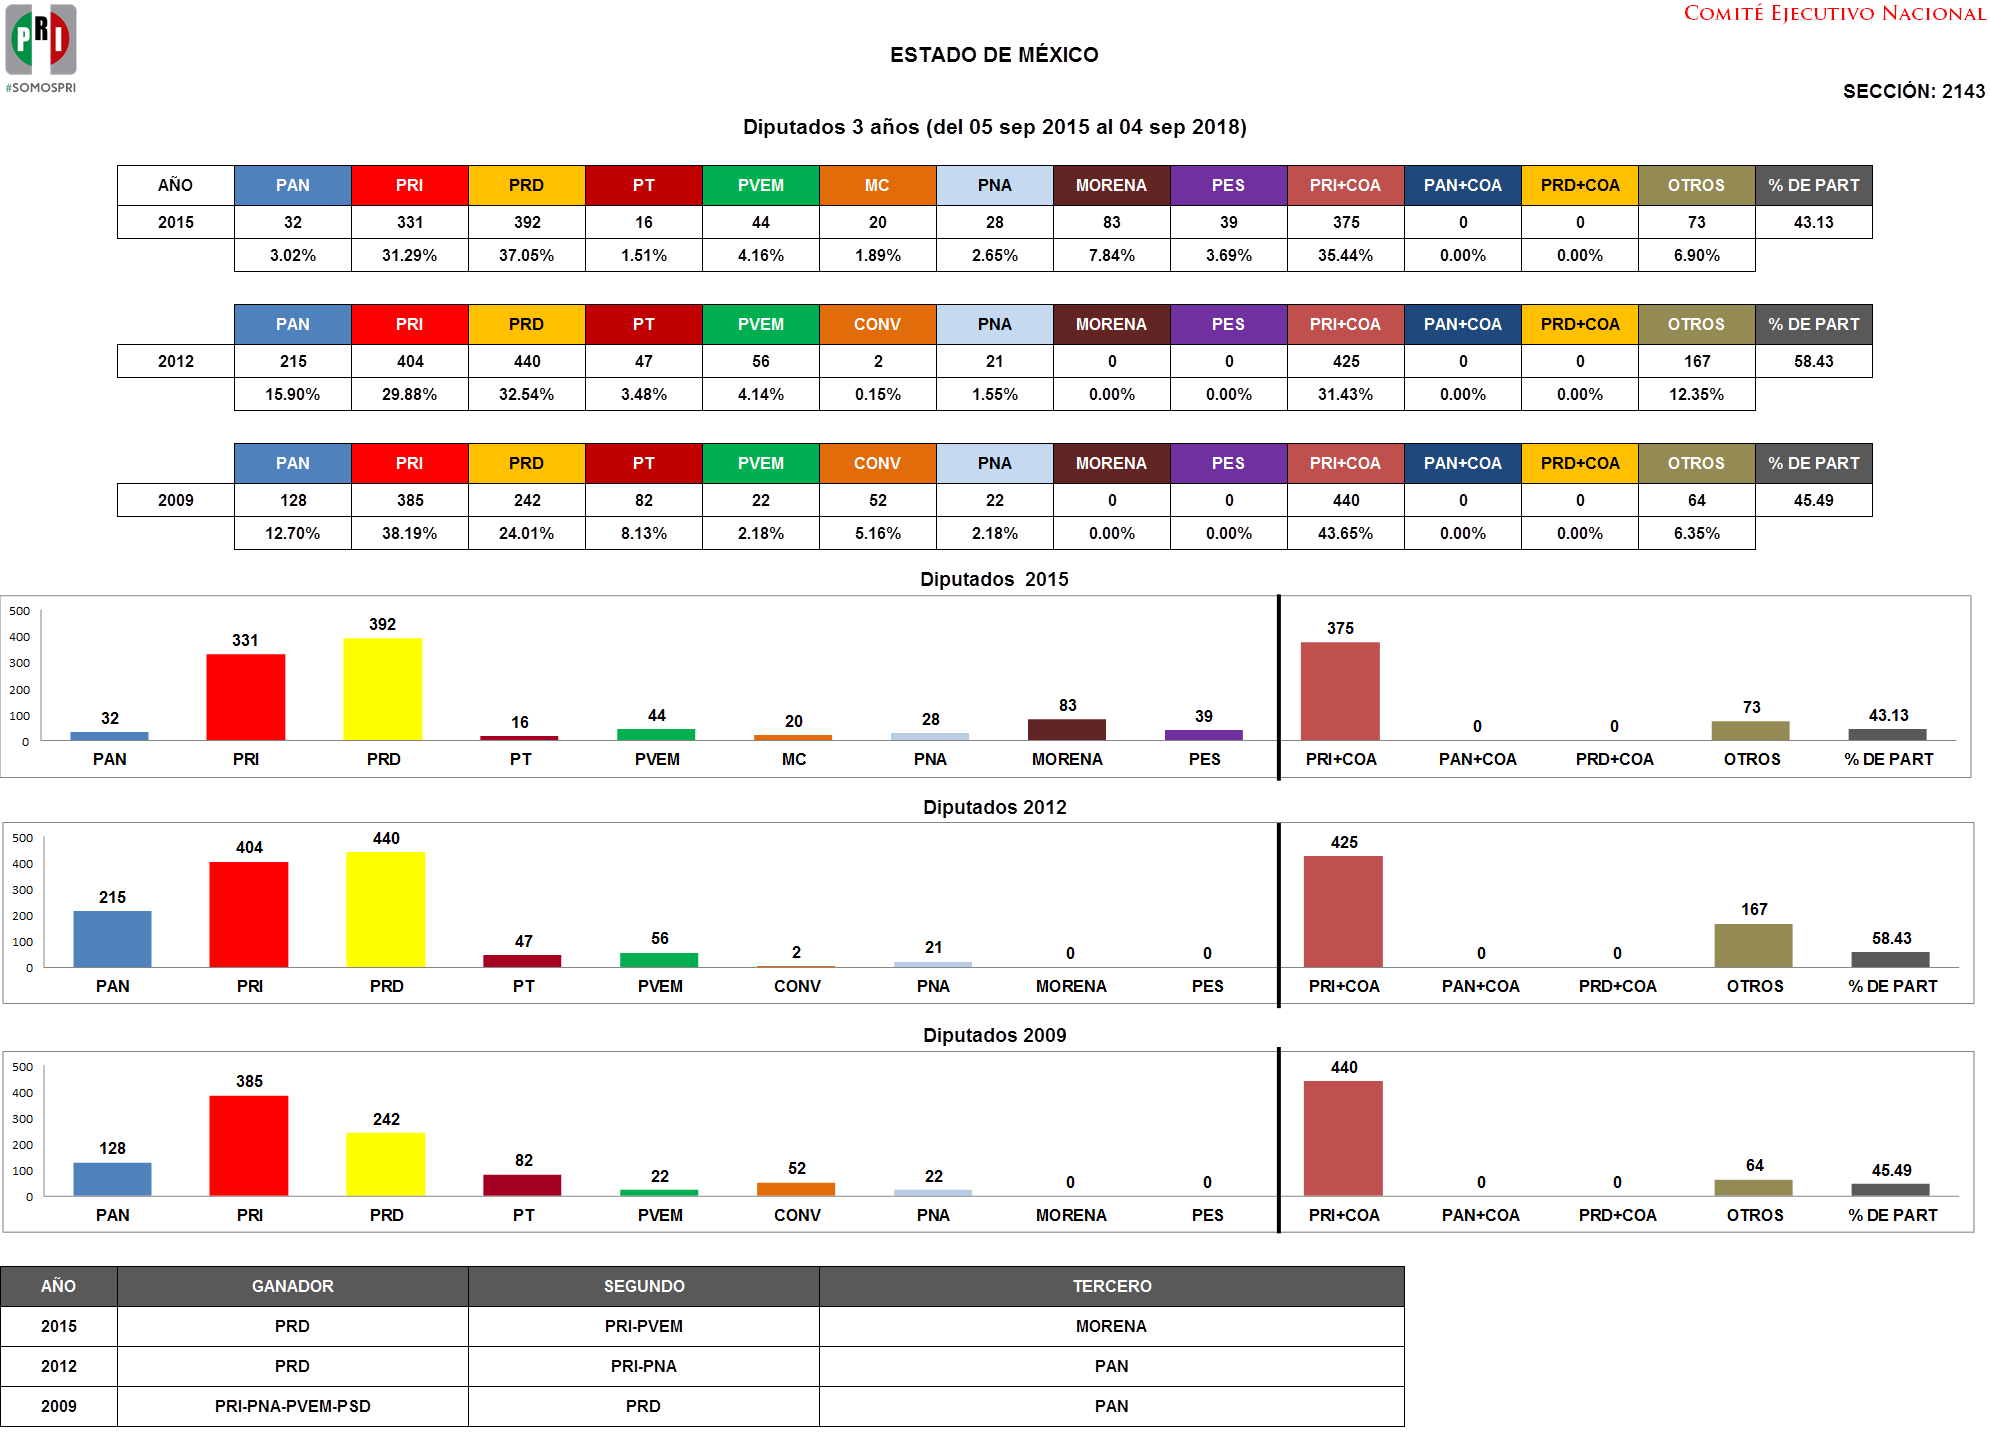 PRI
#SOMOSPRI
COMITÉ EJECUTIVO NACIONAL
ESTADO DE MÉXICO
SECCIÓN: 2143
Diputados 3 años (del 05 sep 2015 al 04 sep 2018)
AÑO PAN PRI PRD PT PVEM MC PNA MORENA PES PRI+COA PAN+COA PRD+COA OTROS % DE PART
2015 32 331 392 16 44 20 28 83 39 375 0 0 73 43.13
3.02% 31.29% 37.05% 1.51% 4.16% 1.89% 2.65% 7.84% 3.69% 35.44% 0.00% 0.00% 6.90%
PAN PRI PRD PT PVEM CONV PNA MORENA PES PRI+COA PAN+COA PRD+COA OTROS % DE PART
2012 215 404 440 47 56 2 21 0 0 425 0 0 167 58.43
15.90% 29.88% 32.54% 3.48% 4.14% 0.15% 1.55% 0.00% 0.00% 31.43% 0.00% 0.00% 12.35%
PAN PRI PRD PT PVEM CONV PNA MORENA PES PRI+COA PAN+COA PRD+COA OTROS % DE PART
2009 128 385 242 82 22 52 22 0 0 440 0 0 64 45.49
12.70% 38.19% 24.01% 8.13% 2.18% 5.16% 2.18% 0.00% 0.00% 43.65% 0.00% 0.00% 6.35%
Diputados 2015
500
400
300
200
100
0
32 331 392 16 44 20 28 83 39 375 0 0 73 43.13
PAN PRI PRD PT PVEM MC PNA MORENA PES PRI+COA PAN+COA PRD+COA OTROS % DE PART
Diputados 2012
500
400
300
200
100
0
215 404 440 47 56 2 21 0 0 425 0 0 167 58.43
PAN PRI PRD PT PVEM CONV PNA MORENA PES PRI+COA PAN+COA PRD+COA OTROS % DE PART
Diputados 2009
500
400
300
200
100
0
128 385 242 82 22 52 22 0 0 440 0 0 64 45.49
PAN PRI PRD PT PVEM CONV PNA MORENA PES PRI+COA PAN+COA PRD+COA OTROS % DE PART
AÑO GANADOR SEGUNDO TERCERO
2015 PRD PRI-PVEM MORENA
2012 PRD PRI-PNA PAN
2009 PRI-PNA-PVEM-PSD PRD PAN